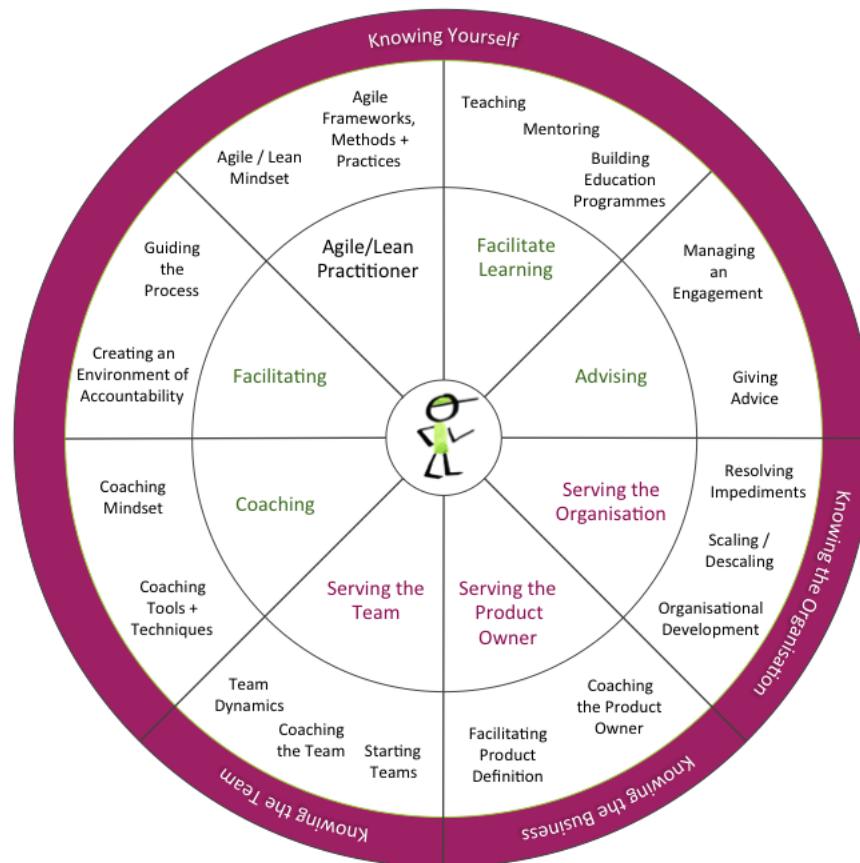 Knowing Yourself
Agile
Frameworks,
Methods +
Practices
Agile / Lean
Mindset
Teaching
Mentoring
Building
Education
Programmes
Agile/Lean
Practitioner
Facilitate
Learning
Guiding
the
Process
Creating an
Environment of
Accountability
Facilitating
Advising
Managing
an
Engagement
Giving
Advice
Coaching
Mindset
Coaching
Tools +
Techniques
Coaching
Serving the
Organisation
Resolving
Impediments
Scaling /
Descaling
Organisational
Development
Knowing the Organisation
Serving the
Team
Serving the
Product
Owner
Team
Dynamics
Coaching
the Team
Starting
Teams
Facilitating
Product
Definition
Coaching
the Product
Owner
Knowing the Team
Knowing the Business